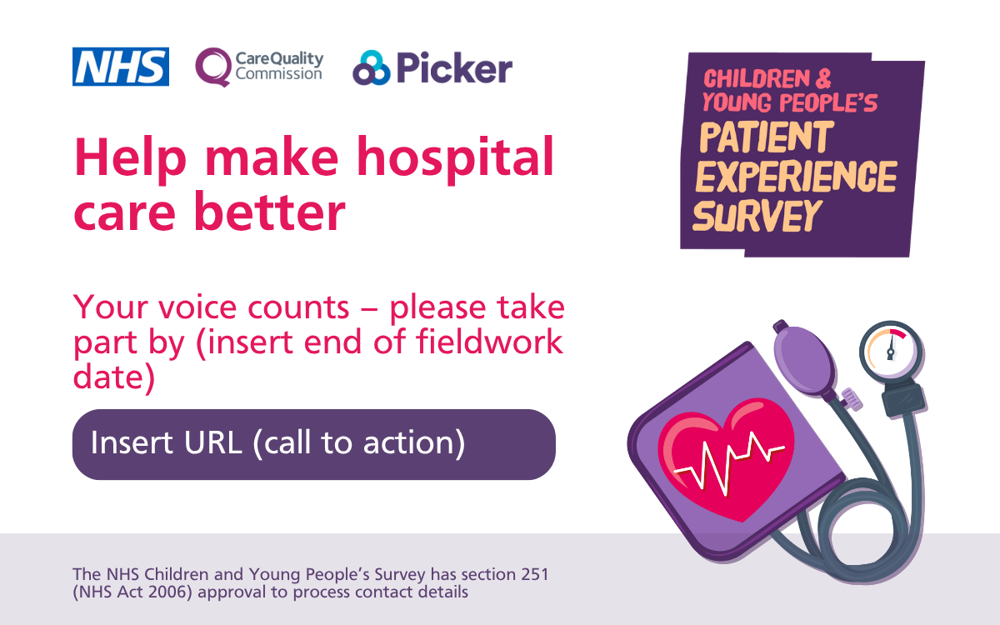 NHS
CareQuality
Commission
Picker
CHILDREN &
YOUNG PEOPLE'S
PATIENT
EXPERIENCE
SURVEY
Help make hospital
care better
Your voice counts – please take
part by (insert end of fieldwork
date)
Insert URL (call to action)
The NHS Children and Young People's Survey has section 251
(NHS Act 2006) approval to process contact details